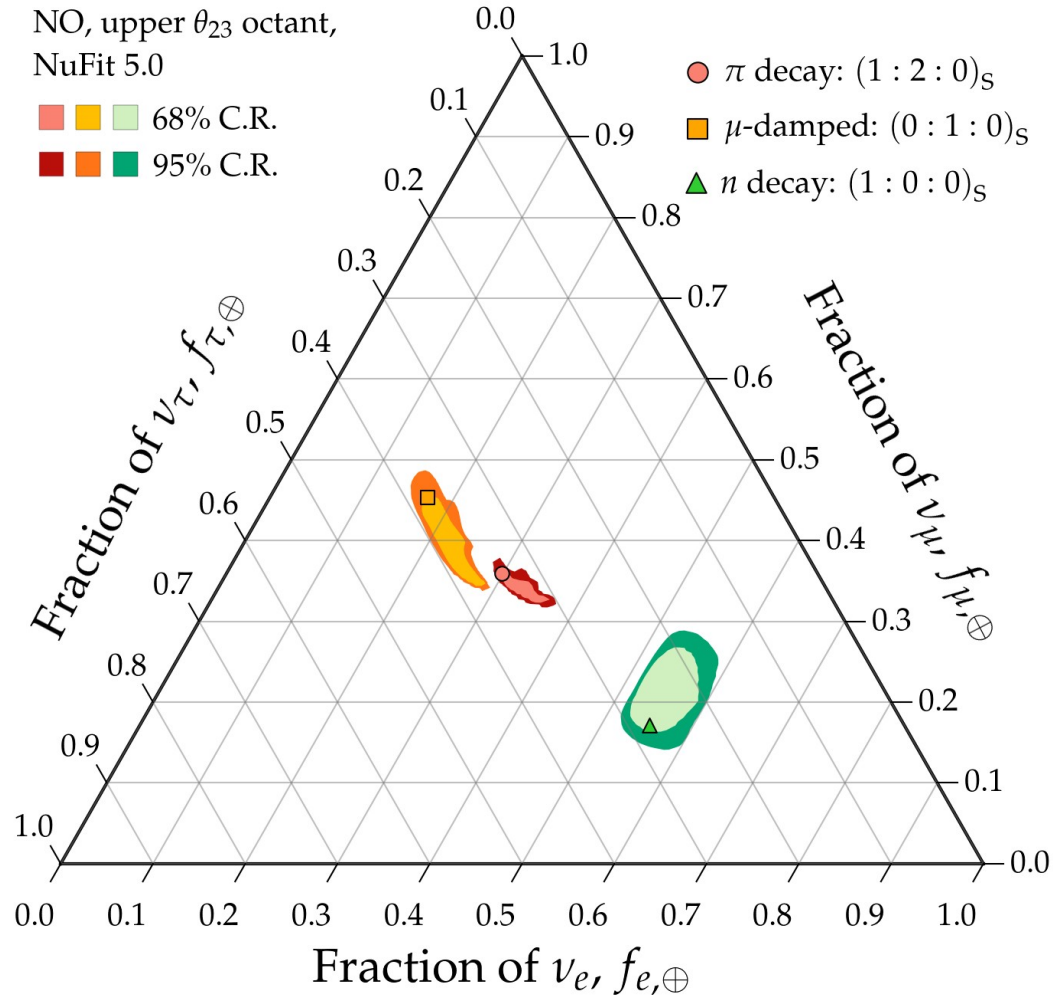 NO, upper θ₂₃ octant,
NuFit 5.0
68% C.R.
95% C.R.
π decay: (1 : 2 : 0)S
μ-damped: (0 : 1 : 0)S
n decay: (1 : 0 : 0)S
Fraction of ντ, fτ,⊕
0.0
0.1
0.2
0.3
0.4
0.5
0.6
0.7
0.8
0.9
1.0
Fraction of νμ, fμ,⊕
1.0
0.9
0.8
0.7
0.6
0.5
0.4
0.3
0.2
0.1
0.0
0.0 0.1 0.2 0.3 0.4 0.5 0.6 0.7 0.8 0.9 1.0
Fraction of νe, fe,⊕